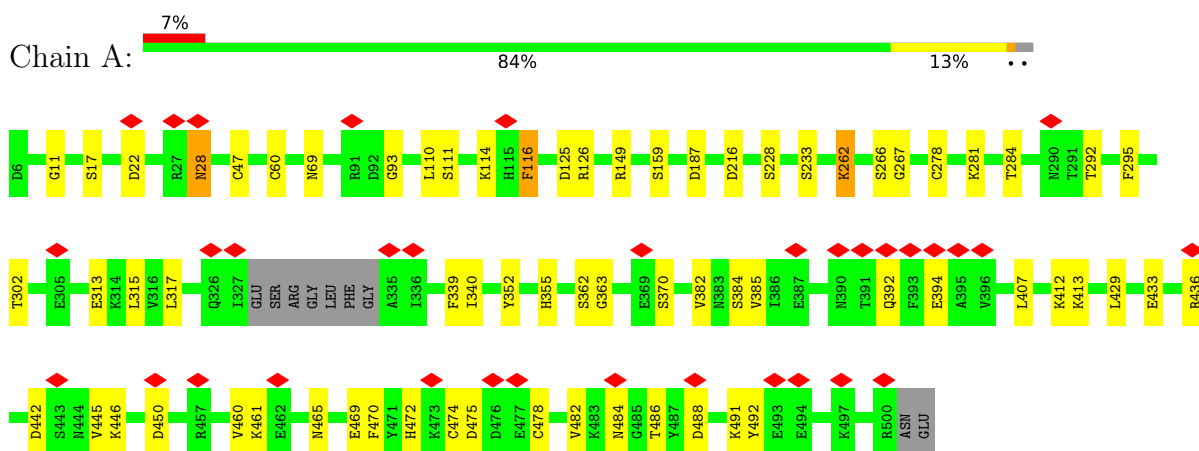 7%
Chain A:
84% 13% • •
D6 G11 S17 D22 R27 N28 C47 C60 N69 R91 D92 G93 L110 S111 K114 H115 F116 D125 R126 R149 S159 D187 D216 S228 S233 K262 S266 G267 C278 K281 T284 N290 T291 T292 F295
T302 E305 E313 K314 L315 V316 L317 Q326 I327 GLU SER ARG GLY LEU PHE GLY A335 I336 F339 I340 Y352 H355 S362 G363 E369 S370 V382 N383 S384 V385 I386 E387 N390 T391 Q392 F393 E394 A395 V396 L407 K412 K413 L429 E433 R436
D442 S443 N444 V445 K446 D450 R457 V460 K461 E462 N465 E469 F470 Y471 H472 K473 C474 D475 D476 E477 C478 V482 K483 N484 G485 T486 Y487 D488 K491 Y492 E493 E494 K497 R500 ASN GLU